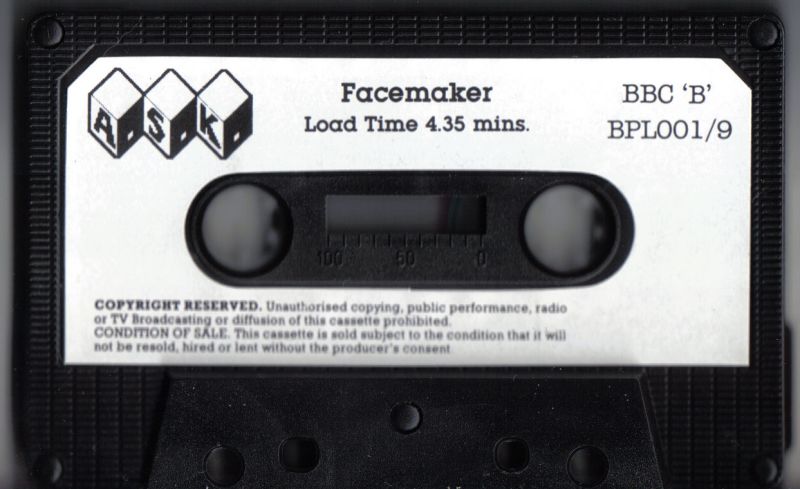 A.S.K.
Facemaker
Load Time 4.35 mins.
BBC 'B'
BPL001/9
100 50 0
COPYRIGHT RESERVED. Unauthorised copying, public performance, radio
or TV Broadcasting or diffusion of this cassette prohibited.
CONDITION OF SALE. This cassette is sold subject to the condition that it will
not be resold, hired or lent without the producer's consent